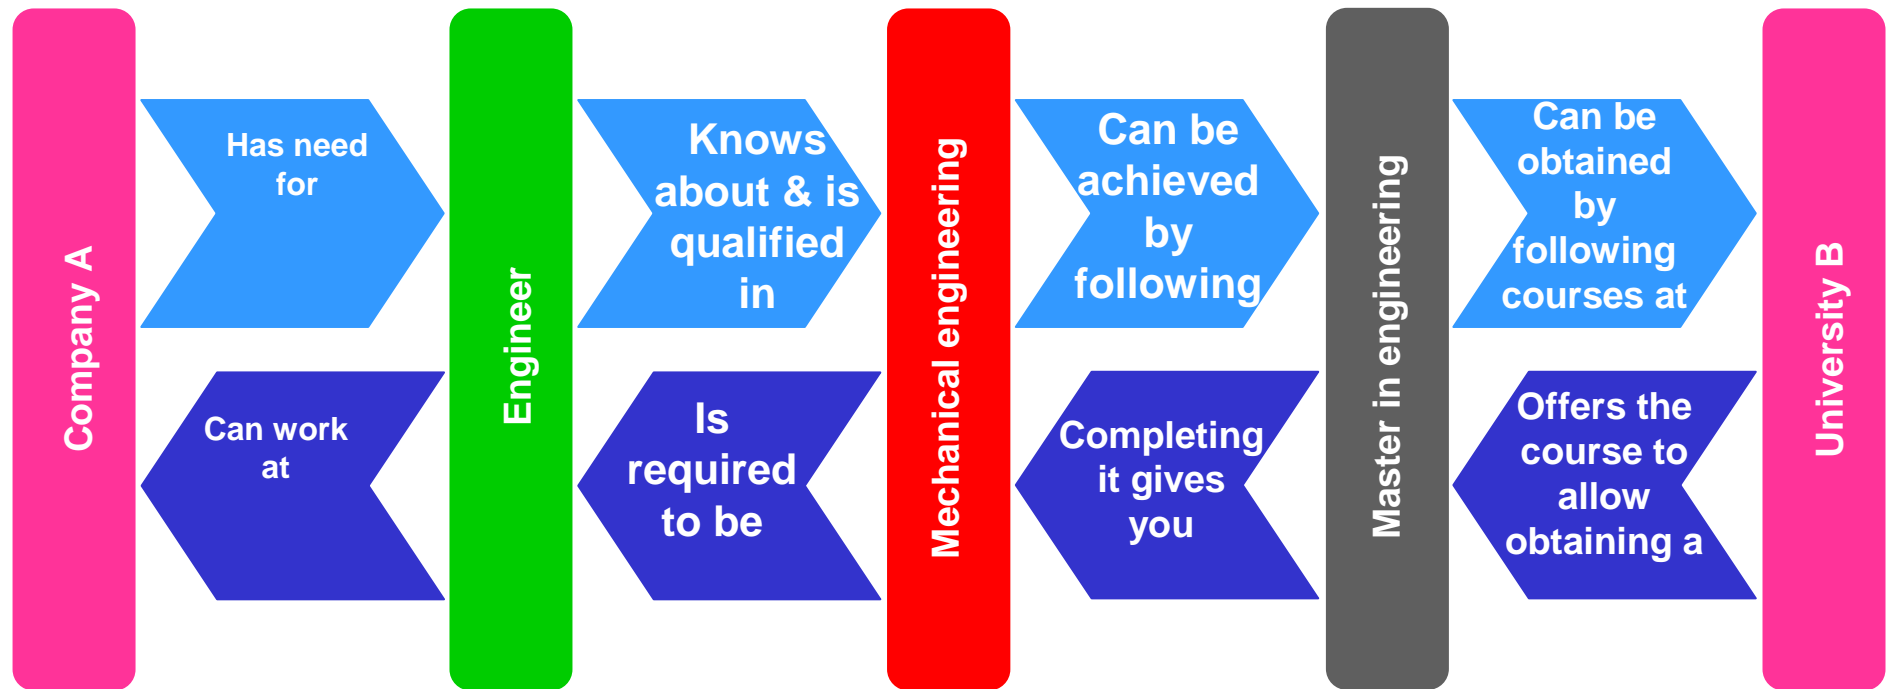 Company A
Has need
for
Can work
at
Engineer
Knows
about & is
qualified
in
Is
required
to be
Mechanical engineering
Can be
achieved
by
following
Completing
it gives
you
Master in engineering
Can be
obtained
by
following
courses at
Offers the
course to
allow
obtaining a
University B